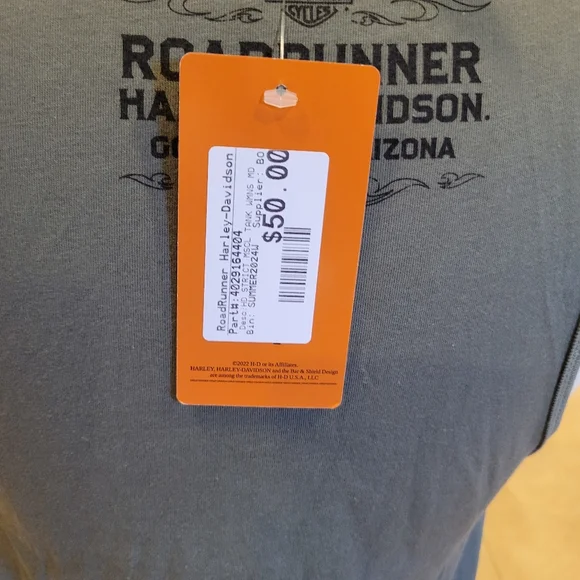 CYCLES
ROADRUNNER
HA DSON.
GO IZONA
RoadRunner Harley-Davidson
Part#:4029164404
Desc:HD STRICT MSCL TANK WMNS MD
Bin: SUMMER2024W Supplier: BO
$50.00
©2022 H-D or its Affiliates.
HARLEY, HARLEY-DAVIDSON and the Bar & Shield Design
are among the trademarks of H-D U.S.A., LLC